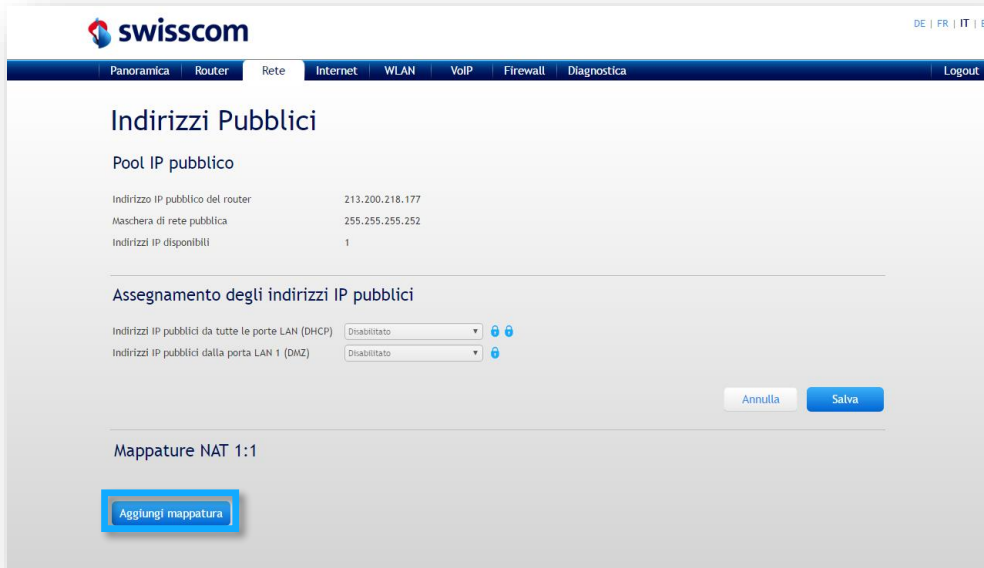 swisscom
DE | FR | IT |
Panoramica Router Rete Internet WLAN VoIP Firewall Diagnostica Logout
Indirizzi Pubblici
Pool IP pubblico
Indirizzo IP pubblico del router 213.200.218.177
Maschera di rete pubblica 255.255.255.252
Indirizzi IP disponibili 1
Assegnamento degli indirizzi IP pubblici
Indirizzi IP pubblici da tutte le porte LAN (DHCP) Disabilitato
Indirizzi IP pubblici dalla porta LAN 1 (DMZ) Disabilitato
Annulla Salva
Mappature NAT 1:1
Aggiungi mappatura